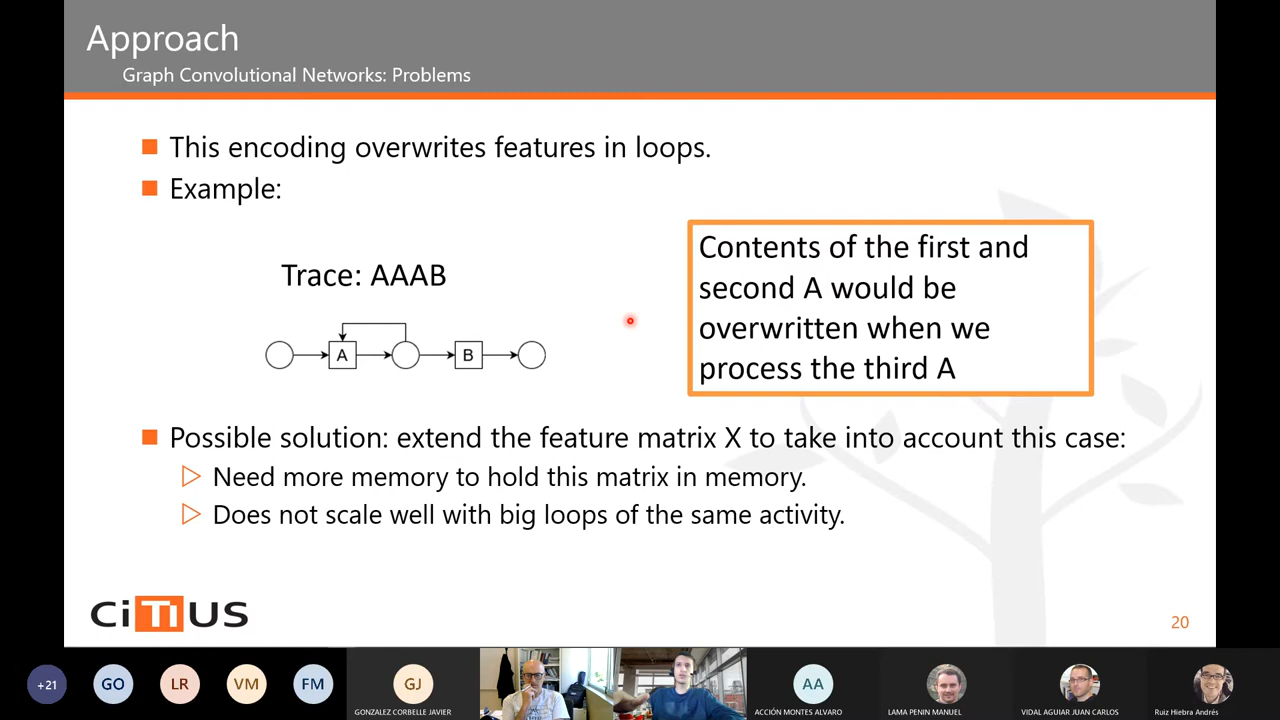 Approach
Graph Convolutional Networks: Problems
This encoding overwrites features in loops.
Example:
Trace: AAAB
A
B
Contents of the first and
second A would be
overwritten when we
process the third A
Possible solution: extend the feature matrix X to take into account this case:
Need more memory to hold this matrix in memory.
Does not scale well with big loops of the same activity.
CiTIUS
20
+21
GO
LR
VM
FM
GJ
AA
GONZALEZ CORBELLE JAVIER
ACCIÓN MONTES ALVARO
LAMA PENIN MANUEL
VIDAL AGUIAR JUAN CARLOS
Ruiz Hiebra Andrés